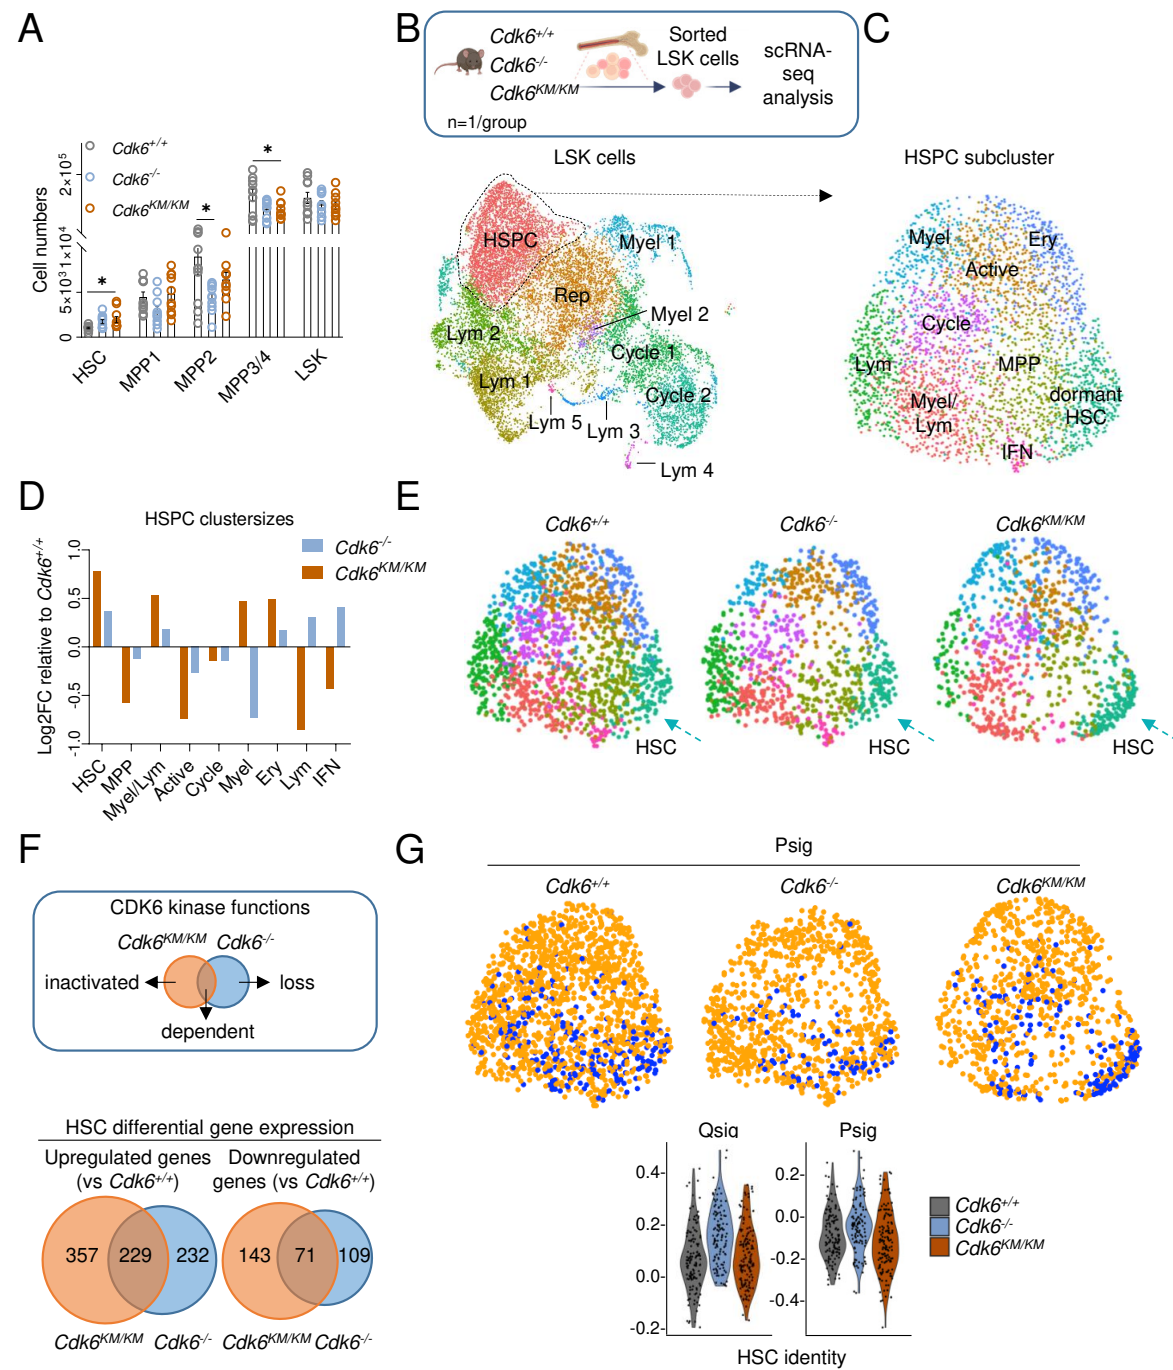 A
Cdk6+/+
Cdk6-/-
Cdk6KM/KM
Cell numbers
2×10⁵
1×10⁴
5×10³
0
*
*
*
HSC
MPP1
MPP2
MPP3/4
LSK
B
Cdk6+/+
Cdk6-/-
Cdk6KM/KM
n=1/group
Sorted
LSK cells
scRNA-
seq
analysis
LSK cells
HSPC
Myel 1
Rep
Myel 2
Lym 2
Cycle 1
Lym 1
Cycle 2
Lym 5
Lym 3
Lym 4
C
HSPC subcluster
Myel
Ery
Active
Cycle
Lym
MPP
Myel/
Lym
dormant
HSC
IFN
D
HSPC clustersizes
Cdk6-/-
Cdk6KM/KM
Log2FC relative to Cdk6+/+
1.0
0.5
0.0
-0.5
-1.0
HSC
MPP
Myel/Lym
Active
Cycle
Myel
Ery
Lym
IFN
E
Cdk6+/+
Cdk6-/-
Cdk6KM/KM
HSC
HSC
HSC
F
CDK6 kinase functions
Cdk6KM/KM
Cdk6-/-
inactivated
loss
dependent
HSC differential gene expression
Upregulated genes
(vs Cdk6+/+)
Downregulated
genes (vs Cdk6+/+)
357
229
232
143
71
109
Cdk6KM/KM
Cdk6-/-
Cdk6KM/KM
Cdk6-/-
G
Psig
Cdk6+/+
Cdk6-/-
Cdk6KM/KM
Qsig
0.4
0.2
0.0
-0.2
Psig
0.2
0.0
-0.2
-0.4
Cdk6+/+
Cdk6-/-
Cdk6KM/KM
HSC identity